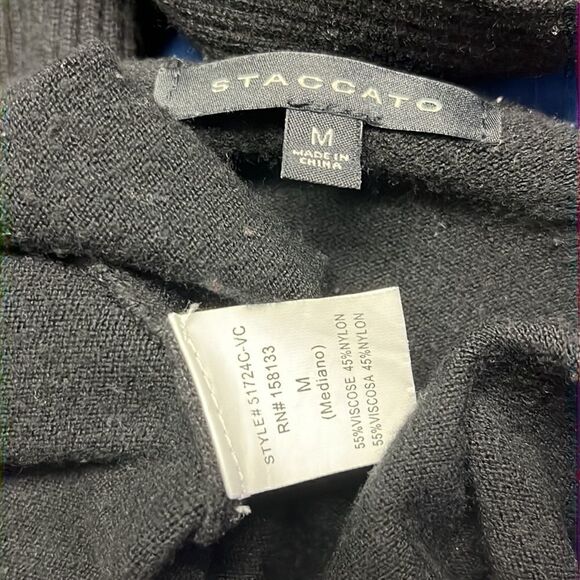 STACCATO
M
MADE IN
CHINA
STYLE# 51724C-VC
RN# 158133
M
(Mediano)
55%VISCOSE 45%NYLON
55%VISCOSA 45%NYLON